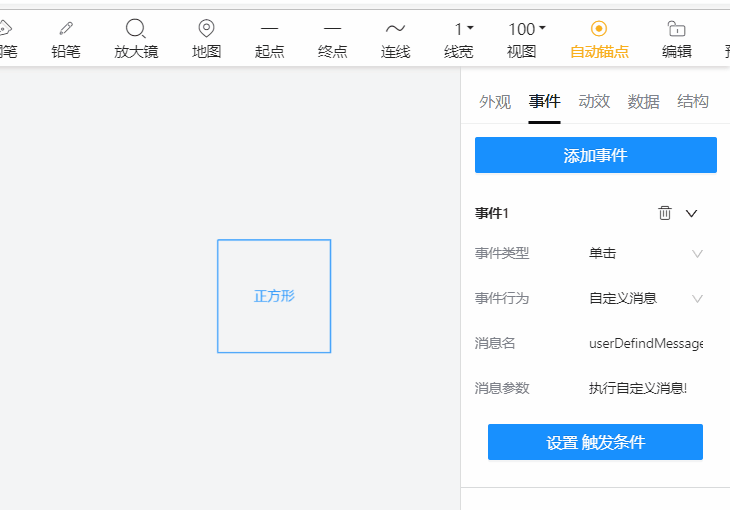 铅笔 放大镜 地图 起点 终点 连线 1 线宽 100 视图 自动锚点 编辑
外观 事件 动效 数据 结构
添加事件
事件1
事件类型 单击
正方形
事件行为 自定义消息
消息名 userDefindMessage
消息参数 执行自定义消息!
设置 触发条件